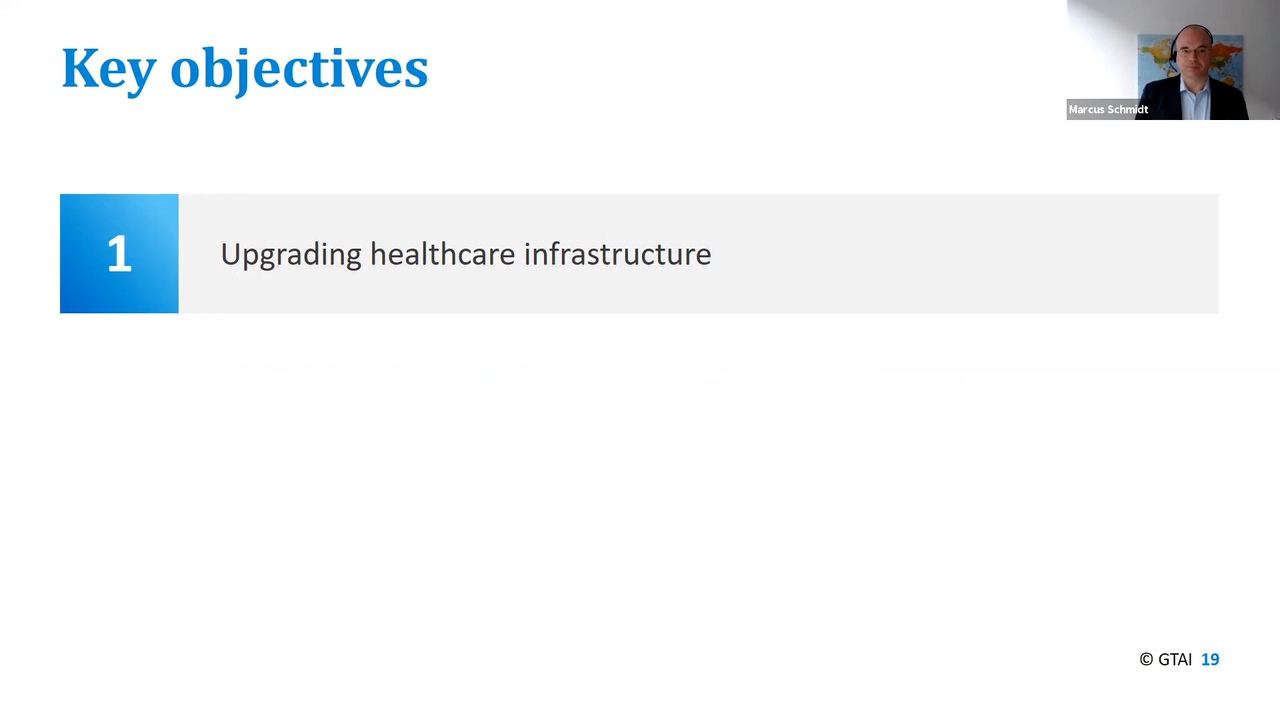 Key objectives
Marcus Schmidt
1
Upgrading healthcare infrastructure
© GTAI 19